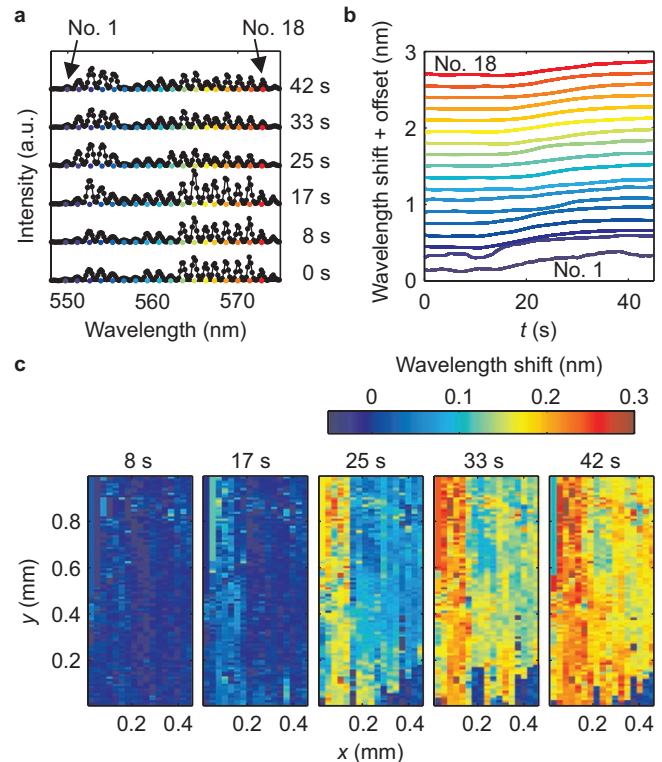 a
No. 1
No. 18
42 s
33 s
25 s
17 s
8 s
0 s
Intensity (a.u.)
550
560
570
Wavelength (nm)
b
3
2
1
0
No. 18
No. 1
Wavelength shift + offset (nm)
0
20
40
t (s)
c
Wavelength shift (nm)
0
0.1
0.2
0.3
8 s
17 s
25 s
33 s
42 s
0.8
0.6
0.4
0.2
y (mm)
0.2 0.4
0.2 0.4
0.2 0.4
0.2 0.4
0.2 0.4
x (mm)